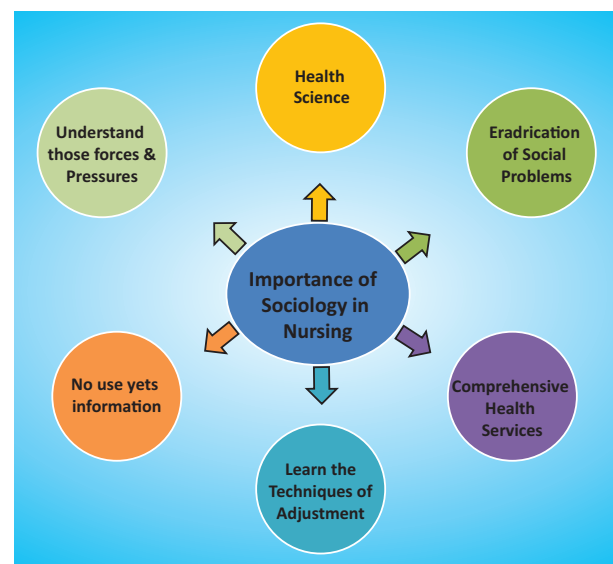 Health
Science
Understand
those forces &
Pressures
Eradrication
of Social
Problems
Importance of
Sociology in
Nursing
No use yets
information
Comprehensive
Health
Services
Learn the
Techniques of
Adjustment